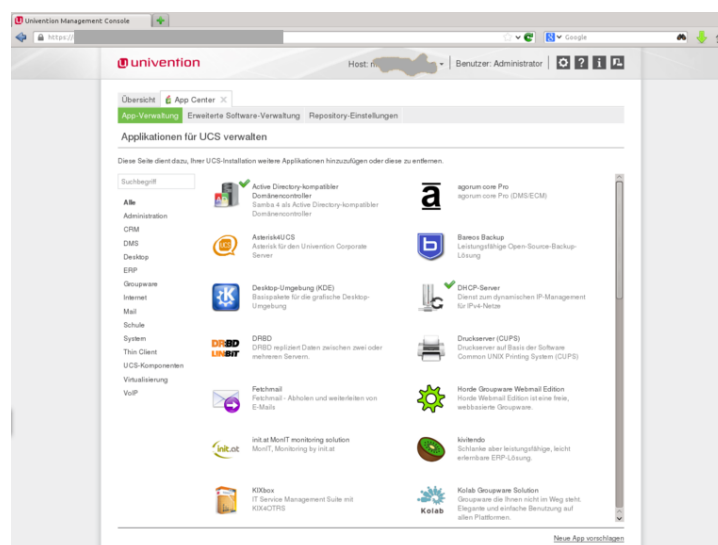 Univention Management Console
https://
Google
univention
Host:
Benutzer: Administrator
Übersicht
App Center
App-Verwaltung
Erweiterte Software-Verwaltung
Repository-Einstellungen
Applikationen für UCS verwalten
Diese Seite dient dazu, Ihrer UCS-Installation weitere Applikationen hinzuzufügen oder diese zu entfernen.
Suchbegriff
Alle
Administration
CRM
DMS
Desktop
ERP
Groupware
Internet
Mail
Schule
System
Thin Client
UCS-Komponenten
Virtualisierung
VoIP
Active Directory-kompatibler
Domänencontroller
Samba 4 als Active Directory-kompatibler
Domänencontroller
a
agorum core Pro
agorum core Pro (DMS/ECM)
UCS
Asterisk4UCS
Asterisk für den Univention Corporate
Server
b
Bareos Backup
Leistungsfähige Open-Source-Backup-
Lösung
K
Desktop-Umgebung (KDE)
Basispakete für die grafische Desktop-
Umgebung
DHCP-Server
Dienst zum dynamischen IP-Management
für IPv4-Netze
DRBD
LINBIT
DRBD
DRBD repliziert Daten zwischen zwei oder
mehreren Servern.
Druckserver (CUPS)
Druckserver auf Basis der Software
Common UNIX Printing System (CUPS)
Fetchmail
Fetchmail - Abholen und weiterleiten von
E-Mails
Horde Groupware Webmail Edition
Horde Webmail Edition ist eine freie,
webbasierte Groupware.
init.at
init.at MonIT monitoring solution
MonIT, Monitoring by init.at
kivitendo
Schlanke aber leistungsfähige, leicht
erlernbare ERP-Lösung.
KIXbox
IT Service Management Suite mit
KIX4OTRS
Kolab
Kolab Groupware Solution
Groupware die Ihnen nicht im Weg steht.
Elegante und einfache Benutzung auf
allen Plattformen.
Neue App vorschlagen